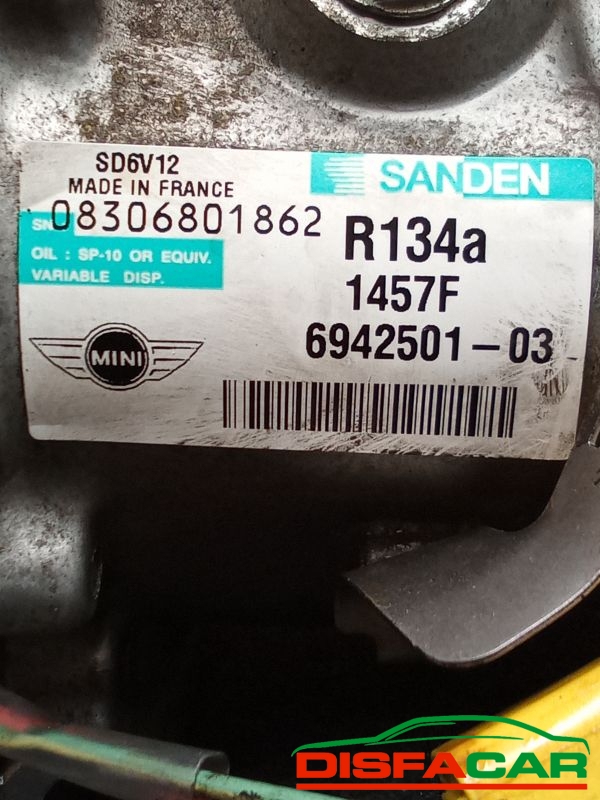 SD6V12
MADE IN FRANCE
SANDEN
SN 08306801862
R134a
OIL : SP-10 OR EQUIV.
VARIABLE DISP.
1457F
6942501-03
MINI
DISFACAR